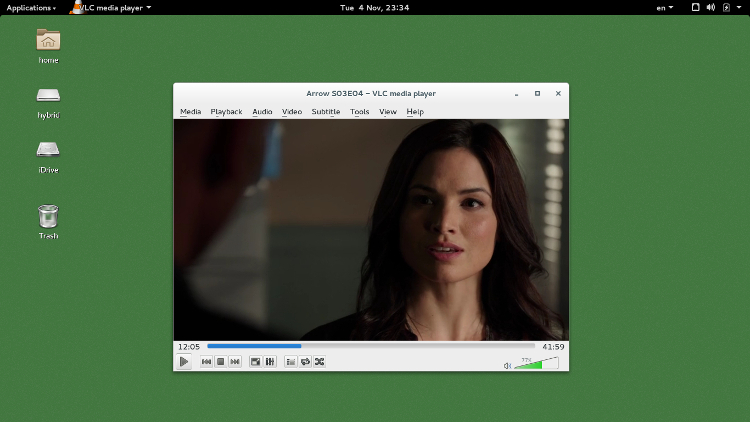 Applications
VLC media player
Tue 4 Nov, 23:34
en
home
hybrid
iDrive
Trash
Arrow S03E04 - VLC media player
Media Playback Audio Video Subtitle Tools View Help
12:05
41:59
77%